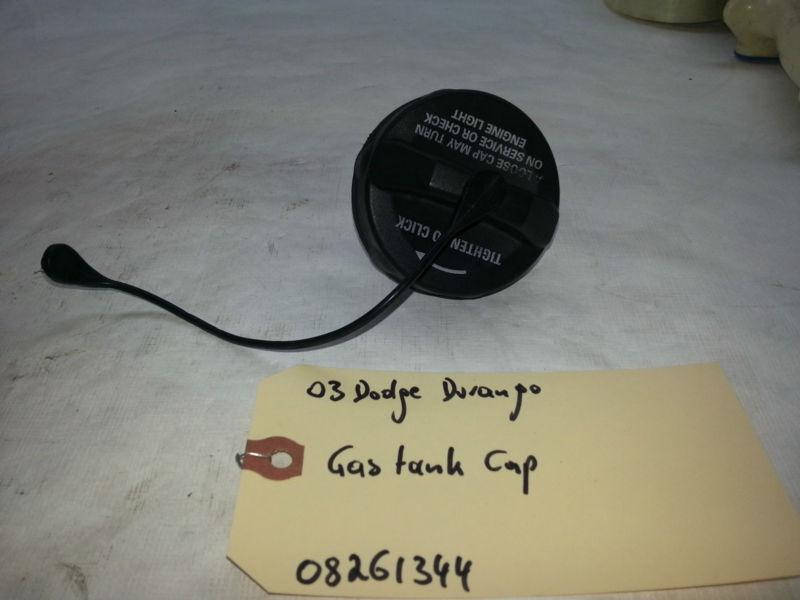 A LOOSE CAP MAY TURN
ON SERVICE OR CHECK
ENGINE LIGHT
TIGHTEN TO CLICK
03 Dodge Durango
Gas tank Cap
08261344